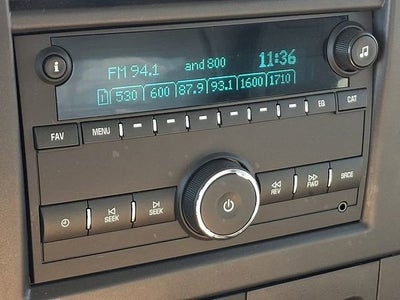 i
FM 94.1 and 800 11:36
1 530 600 87.9 93.1 1600 1710
FAV MENU EQ CAT
SEEK SEEK REV FWD SRCE